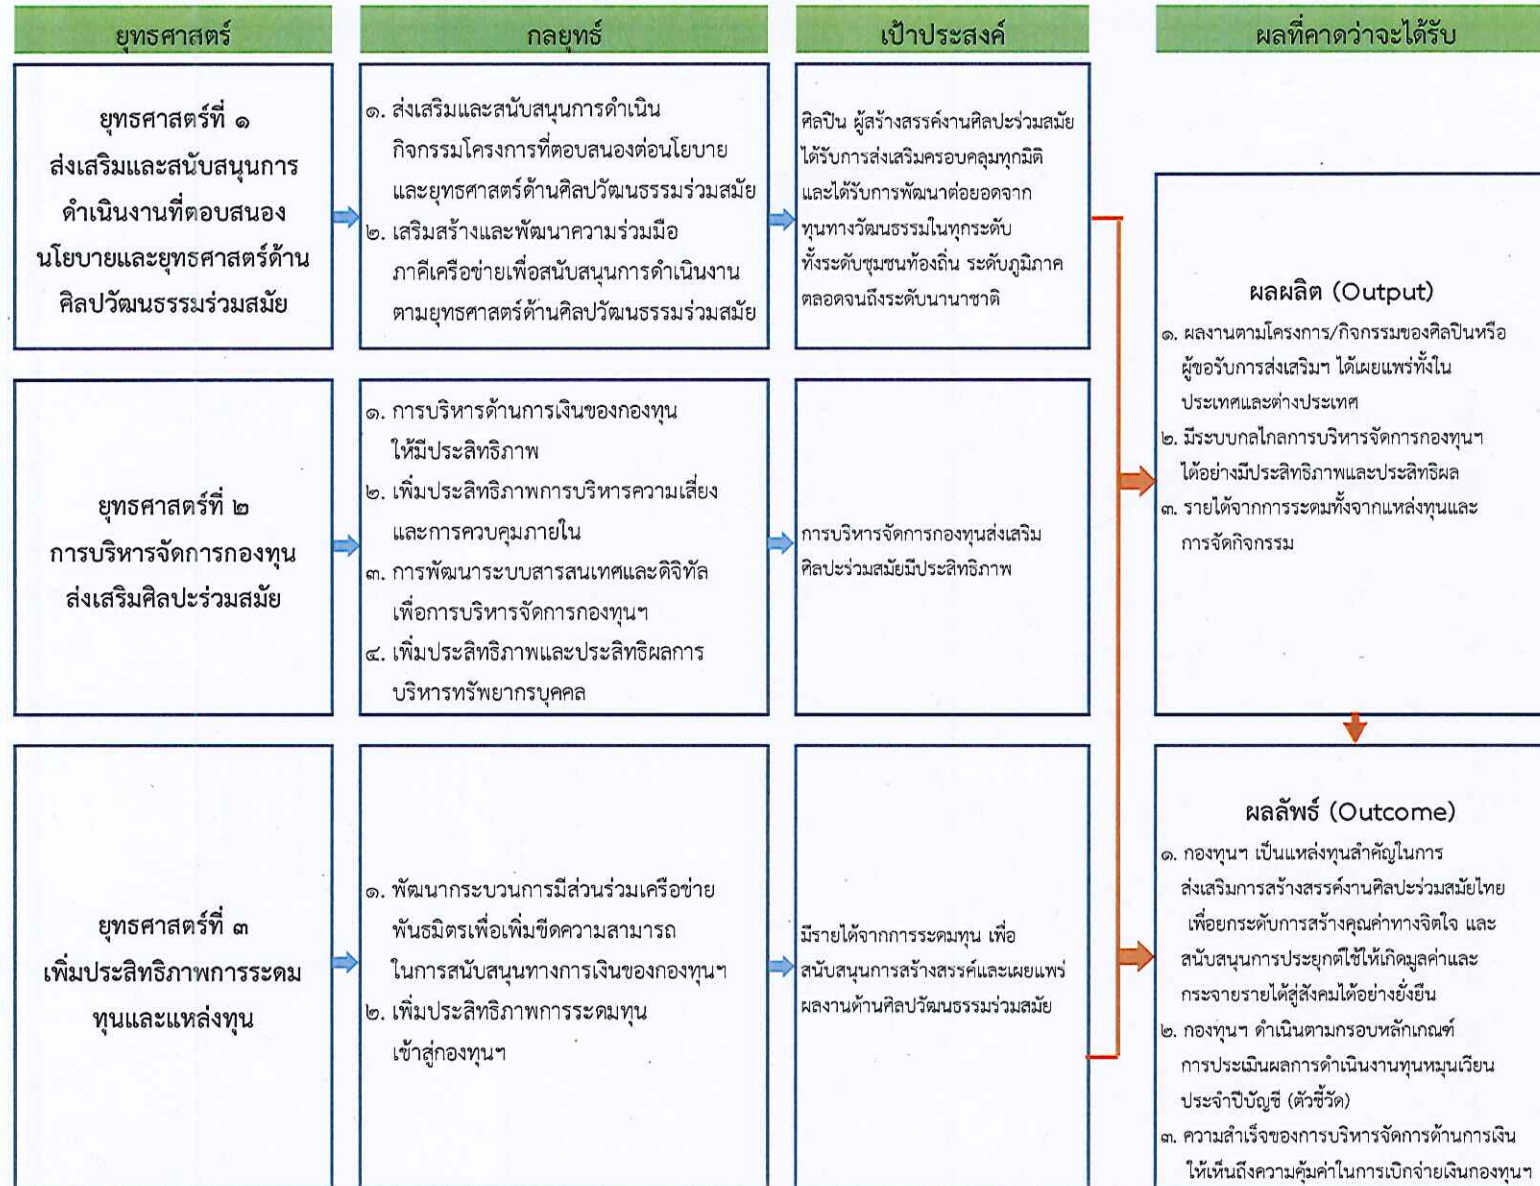 ยุทธศาสตร์
กลยุทธ์
เป้าประสงค์
ผลที่คาดว่าจะได้รับ
ยุทธศาสตร์ที่ ๑
ส่งเสริมและสนับสนุนการ
ดำเนินงานที่ตอบสนอง
นโยบายและยุทธศาสตร์ด้าน
ศิลปวัฒนธรรมร่วมสมัย
๑. ส่งเสริมและสนับสนุนการดำเนิน
กิจกรรมโครงการที่ตอบสนองต่อนโยบาย
และยุทธศาสตร์ด้านศิลปวัฒนธรรมร่วมสมัย
๒. เสริมสร้างและพัฒนาความร่วมมือ
ภาคีเครือข่ายเพื่อสนับสนุนการดำเนินงาน
ตามยุทธศาสตร์ด้านศิลปวัฒนธรรมร่วมสมัย
ศิลปิน ผู้สร้างสรรค์งานศิลปะร่วมสมัย
ได้รับการส่งเสริมครอบคลุมทุกมิติ
และได้รับการพัฒนาต่อยอดจาก
ทุนทางวัฒนธรรมในทุกระดับ
ทั้งระดับชุมชนท้องถิ่น ระดับภูมิภาค
ตลอดจนถึงระดับนานาชาติ
ยุทธศาสตร์ที่ ๒
การบริหารจัดการกองทุน
ส่งเสริมศิลปะร่วมสมัย
๑. การบริหารด้านการเงินของกองทุน
ให้มีประสิทธิภาพ
๒. เพิ่มประสิทธิภาพการบริหารความเสี่ยง
และการควบคุมภายใน
๓. การพัฒนาระบบสารสนเทศและดิจิทัล
เพื่อการบริหารจัดการกองทุนฯ
๔. เพิ่มประสิทธิภาพและประสิทธิผลการ
บริหารทรัพยากรบุคคล
การบริหารจัดการกองทุนส่งเสริม
ศิลปะร่วมสมัยมีประสิทธิภาพ
ยุทธศาสตร์ที่ ๓
เพิ่มประสิทธิภาพการระดม
ทุนและแหล่งทุน
๑. พัฒนากระบวนการมีส่วนร่วมเครือข่าย
พันธมิตรเพื่อเพิ่มขีดความสามารถ
ในการสนับสนุนทางการเงินของกองทุนฯ
๒. เพิ่มประสิทธิภาพการระดมทุน
เข้าสู่กองทุนฯ
มีรายได้จากการระดมทุน เพื่อ
สนับสนุนการสร้างสรรค์และเผยแพร่
ผลงานด้านศิลปวัฒนธรรมร่วมสมัย
ผลผลิต (Output)
๑. ผลงานตามโครงการ/กิจกรรมของศิลปินหรือ
ผู้ขอรับการส่งเสริมฯ ได้เผยแพร่ทั้งใน
ประเทศและต่างประเทศ
๒. มีระบบกลไกลการบริหารจัดการกองทุนฯ
ได้อย่างมีประสิทธิภาพและประสิทธิผล
๓. รายได้จากการระดมทั้งจากแหล่งทุนและ
การจัดกิจกรรม
ผลลัพธ์ (Outcome)
๑. กองทุนฯ เป็นแหล่งทุนสำคัญในการ
ส่งเสริมการสร้างสรรค์งานศิลปะร่วมสมัยไทย
เพื่อยกระดับการสร้างคุณค่าทางจิตใจ และ
สนับสนุนการประยุกต์ใช้ให้เกิดมูลค่าและ
กระจายรายได้สู่สังคมได้อย่างยั่งยืน
๒. กองทุนฯ ดำเนินตามกรอบหลักเกณฑ์
การประเมินผลการดำเนินงานทุนหมุนเวียน
ประจำปีบัญชี (ตัวชี้วัด)
๓. ความสำเร็จของการบริหารจัดการด้านการเงิน
ให้เห็นถึงความคุ้มค่าในการเบิกจ่ายเงินกองทุนฯ